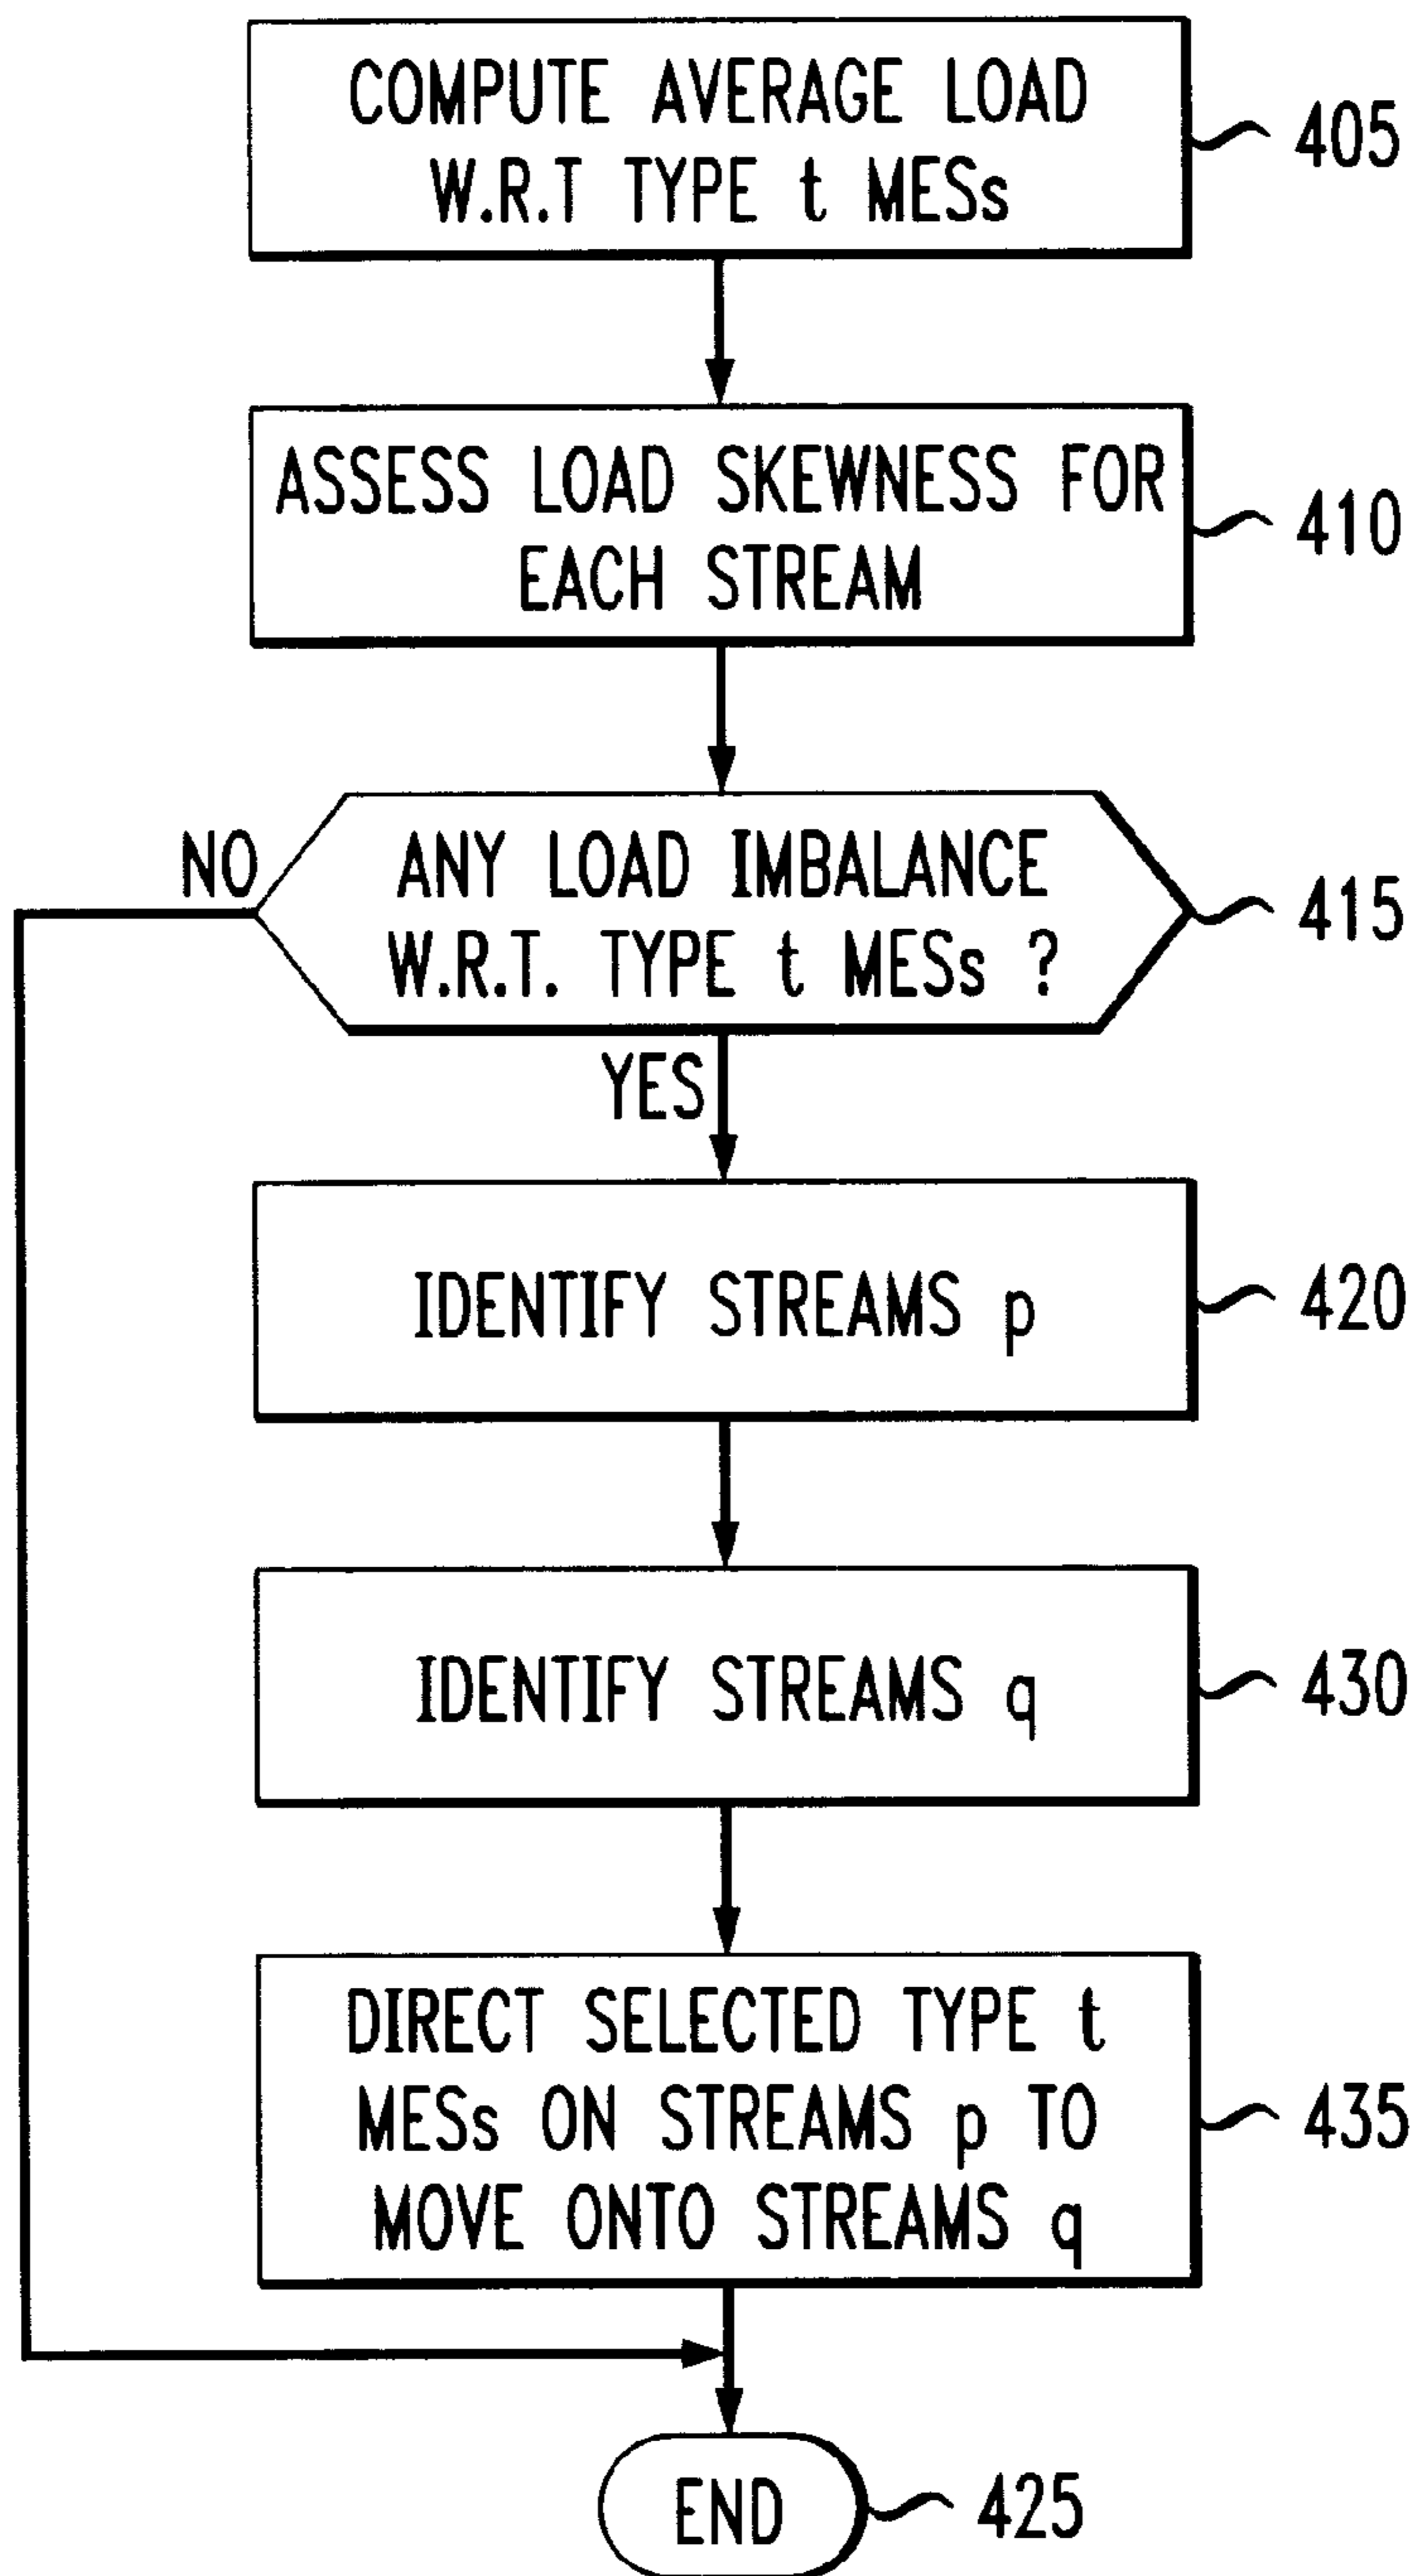 COMPUTE AVERAGE LOAD
W.R.T TYPE t MESs
405
ASSESS LOAD SKEWNESS FOR
EACH STREAM
410
NO
ANY LOAD IMBALANCE
W.R.T. TYPE t MESs ?
415
YES
IDENTIFY STREAMS p
420
IDENTIFY STREAMS q
430
DIRECT SELECTED TYPE t
MESs ON STREAMS p TO
MOVE ONTO STREAMS q
435
END
425